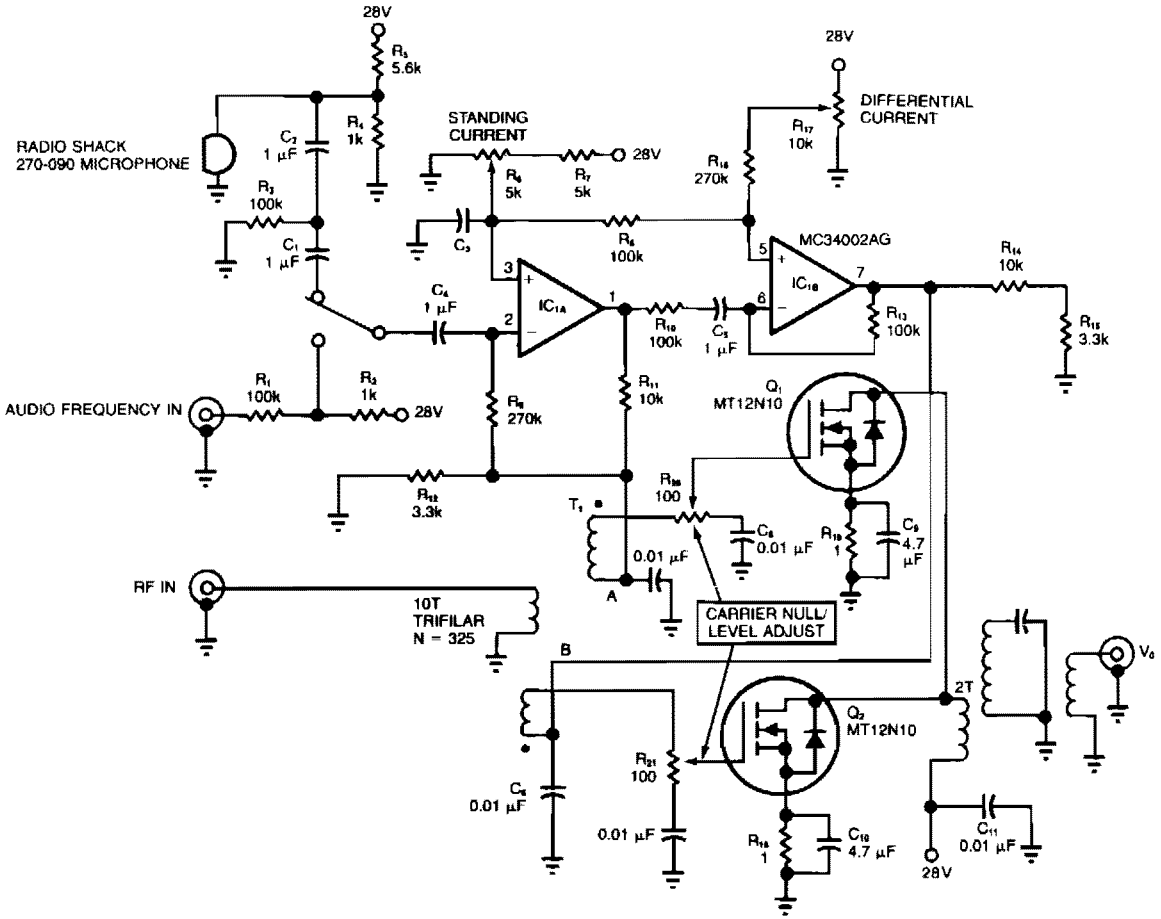 28V
R5
5.6k
R4
1k
C2
1 µF
RADIO SHACK
270-090 MICROPHONE
R3
100k
C1
1 µF
STANDING
CURRENT
R6
5k
R7
5k
28V
28V
DIFFERENTIAL
CURRENT
R17
10k
R16
270k
C3
R8
100k
MC34002AG
5
+
6
−
7
IC1B
R14
10k
R15
3.3k
R13
100k
3
+
2
−
1
IC1A
C4
1 µF
R10
100k
C5
1 µF
R11
10k
R9
270k
AUDIO FREQUENCY IN
R1
100k
R2
1k
28V
R12
3.3k
Q1
MT12N10
R20
100
T1
C8
0.01 µF
0.01 µF
A
R19
1
C9
4.7
µF
RF IN
10T
TRIFILAR
N = 325
CARRIER NULL/
LEVEL ADJUST
B
2T
Q2
MT12N10
R21
100
C6
0.01 µF
0.01 µF
R18
1
C10
4.7 µF
C11
0.01 µF
28V